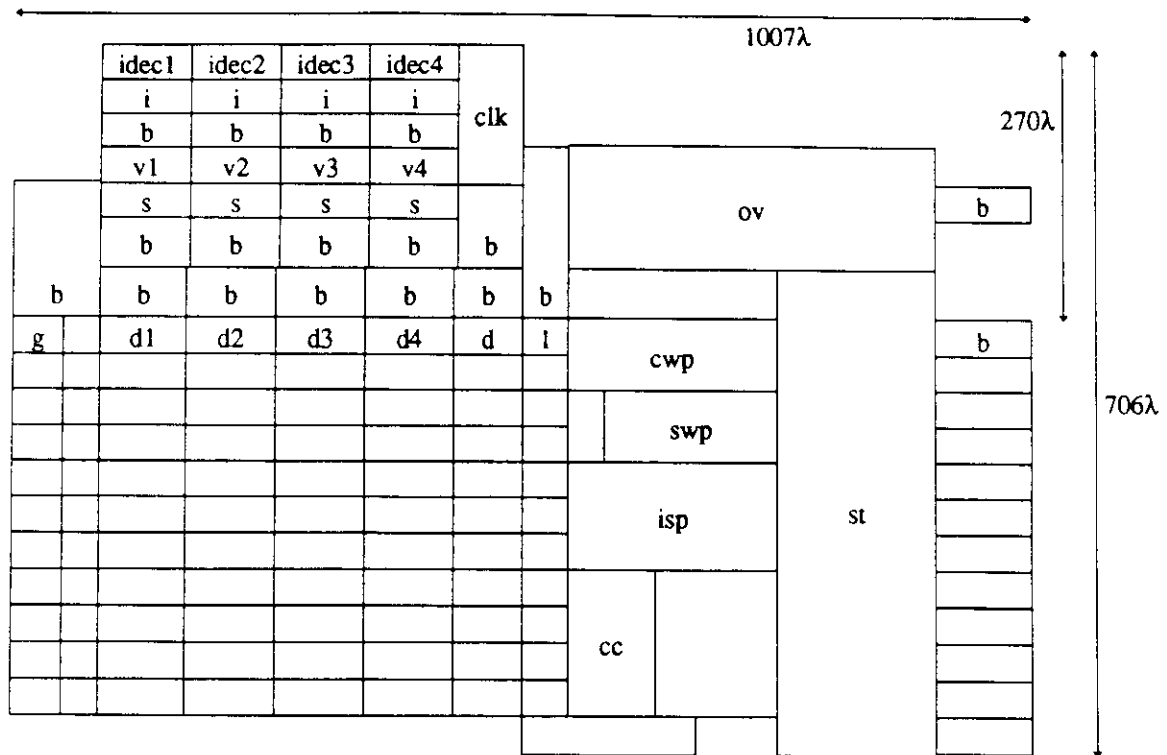 1007λ
idec1 idec2 idec3 idec4
i i i i clk
b b b b 270λ
v1 v2 v3 v4
s s s s ov b
b b b b b
b b b b b b b
g d1 d2 d3 d4 d l cwp b
706λ
swp
isp st
cc